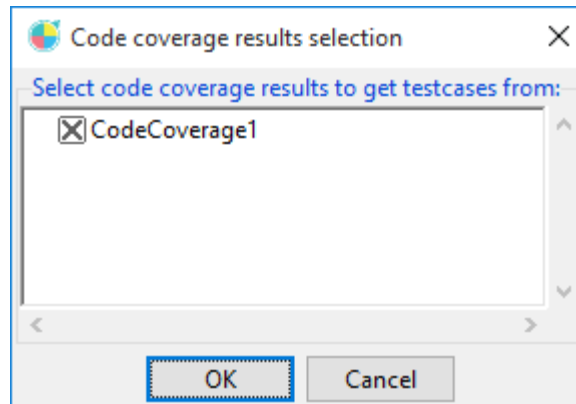 Code coverage results selection
Select code coverage results to get testcases from:
CodeCoverage1
OK
Cancel